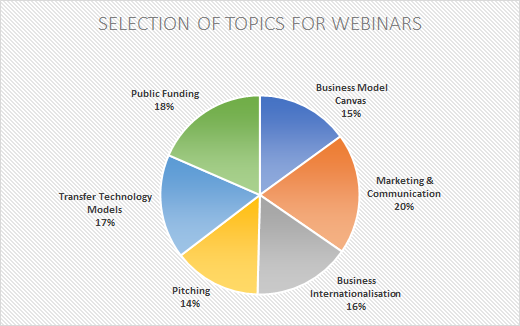 SELECTION OF TOPICS FOR WEBINARS
Business Model
Canvas
15%
Marketing &
Communication
20%
Business
Internationalisation
16%
Pitching
14%
Transfer Technology
Models
17%
Public Funding
18%